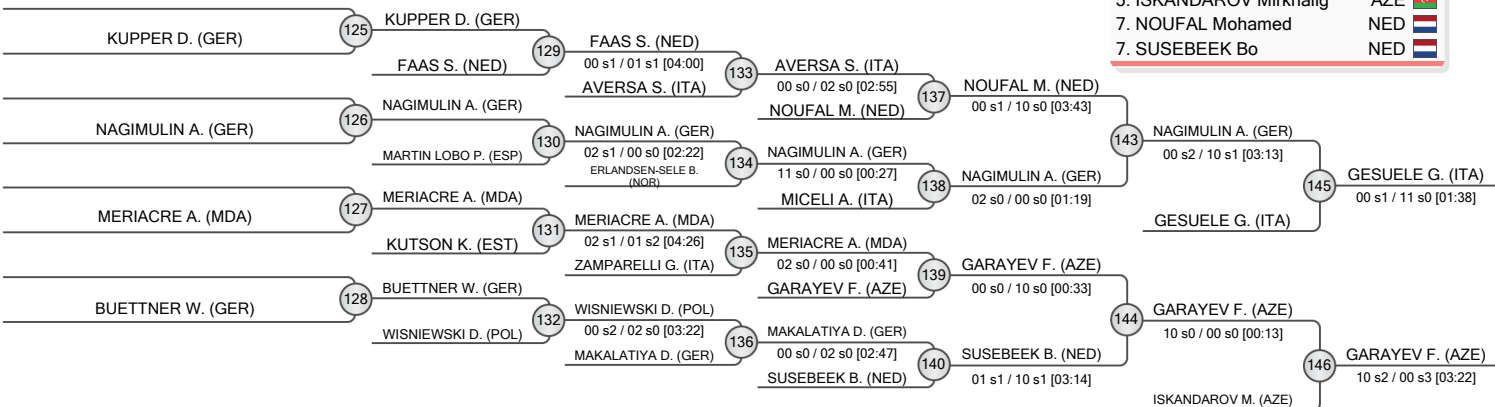 5. ISKANDAROV Mirkhalig AZE
7. NOUFAL Mohamed NED
7. SUSEBEEK Bo NED
KUPPER D. (GER)
125
KUPPER D. (GER)
FAAS S. (NED)
129
FAAS S. (NED)
00 s1 / 01 s1 [04:00]
AVERSA S. (ITA)
133
AVERSA S. (ITA)
00 s0 / 02 s0 [02:55]
NOUFAL M. (NED)
137
NOUFAL M. (NED)
00 s1 / 10 s0 [03:43]
NAGIMULIN A. (GER)
126
NAGIMULIN A. (GER)
MARTIN LOBO P. (ESP)
130
NAGIMULIN A. (GER)
02 s1 / 00 s0 [02:22]
ERLANDSEN-SELE B.
(NOR)
134
NAGIMULIN A. (GER)
11 s0 / 00 s0 [00:27]
MICELI A. (ITA)
138
NAGIMULIN A. (GER)
02 s0 / 00 s0 [01:19]
143
NAGIMULIN A. (GER)
00 s2 / 10 s1 [03:13]
GESUELE G. (ITA)
145
GESUELE G. (ITA)
00 s1 / 11 s0 [01:38]
MERIACRE A. (MDA)
127
MERIACRE A. (MDA)
KUTSON K. (EST)
131
MERIACRE A. (MDA)
02 s1 / 01 s2 [04:26]
ZAMPARELLI G. (ITA)
135
MERIACRE A. (MDA)
02 s0 / 00 s0 [00:41]
GARAYEV F. (AZE)
139
GARAYEV F. (AZE)
00 s0 / 10 s0 [00:33]
BUETTNER W. (GER)
128
BUETTNER W. (GER)
WISNIEWSKI D. (POL)
132
WISNIEWSKI D. (POL)
00 s2 / 02 s0 [03:22]
MAKALATIYA D. (GER)
136
MAKALATIYA D. (GER)
00 s0 / 02 s0 [02:47]
SUSEBEEK B. (NED)
140
SUSEBEEK B. (NED)
01 s1 / 10 s1 [03:14]
144
GARAYEV F. (AZE)
10 s0 / 00 s0 [00:13]
ISKANDAROV M. (AZE)
146
GARAYEV F. (AZE)
10 s2 / 00 s3 [03:22]